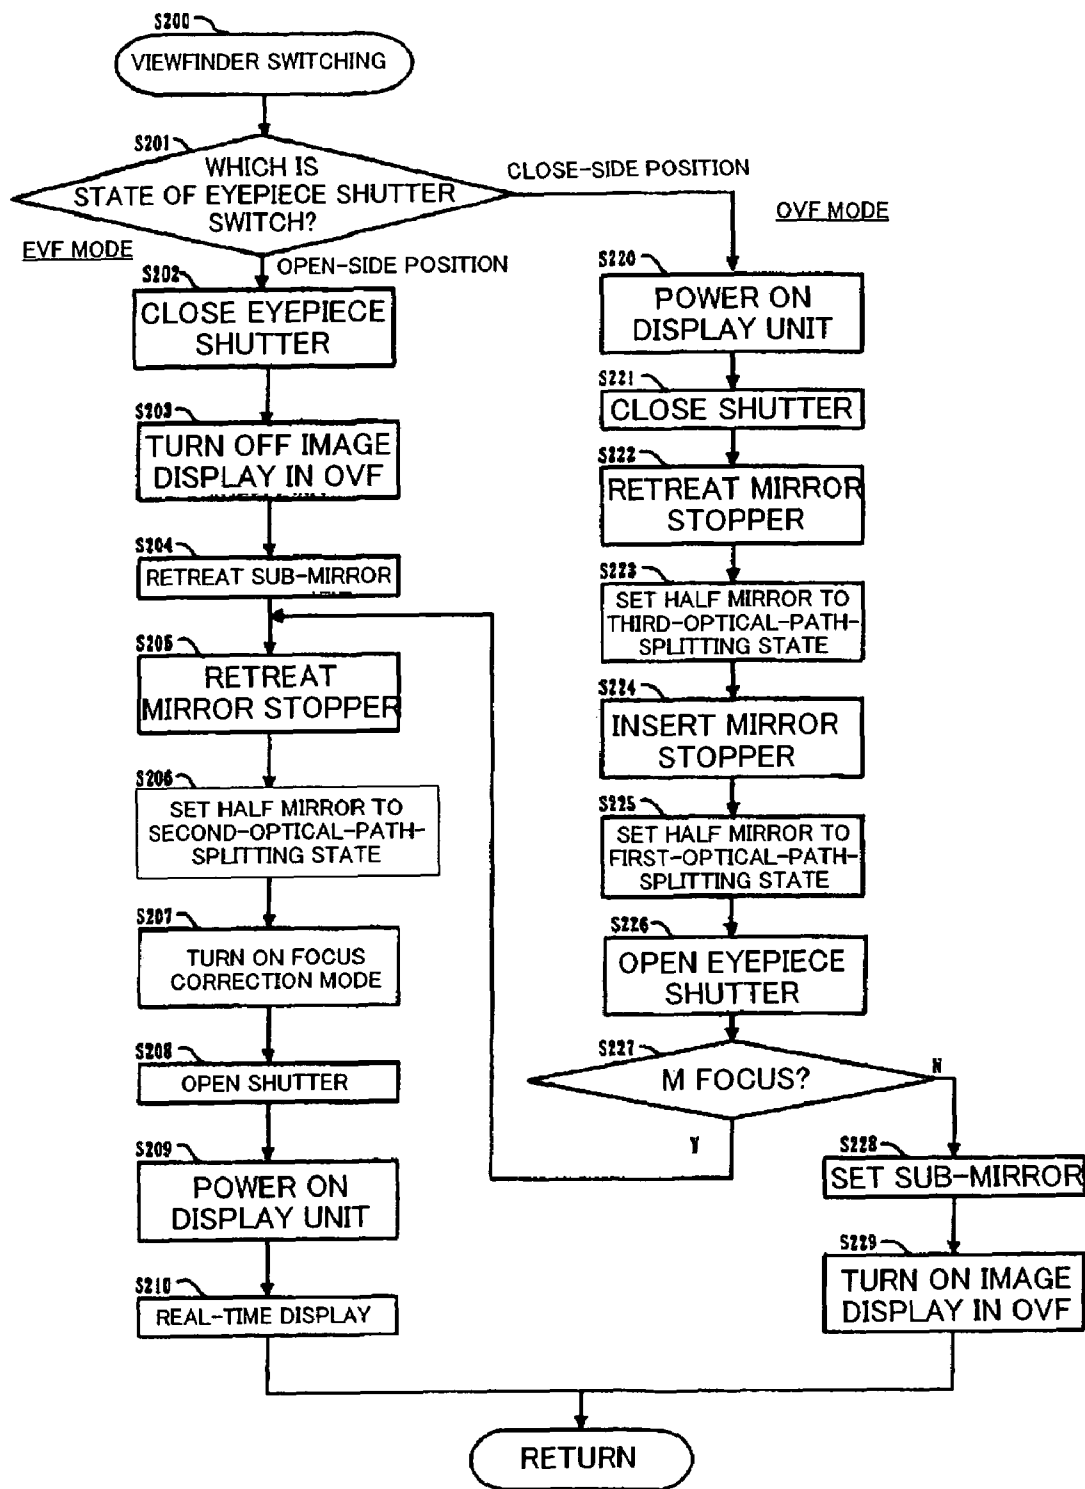 S200
VIEWFINDER SWITCHING
S201
WHICH IS
STATE OF EYEPIECE SHUTTER
SWITCH?
CLOSE-SIDE POSITION
OVF MODE
EVF MODE
OPEN-SIDE POSITION
S202
CLOSE EYEPIECE
SHUTTER
S203
TURN OFF IMAGE
DISPLAY IN OVF
S204
RETREAT SUB-MIRROR
S205
RETREAT
MIRROR STOPPER
S206
SET HALF MIRROR TO
SECOND-OPTICAL-PATH-
SPLITTING STATE
S207
TURN ON FOCUS
CORRECTION MODE
S208
OPEN SHUTTER
S209
POWER ON
DISPLAY UNIT
S210
REAL-TIME DISPLAY
S220
POWER ON
DISPLAY UNIT
S221
CLOSE SHUTTER
S222
RETREAT MIRROR
STOPPER
S223
SET HALF MIRROR TO
THIRD-OPTICAL-PATH-
SPLITTING STATE
S224
INSERT MIRROR
STOPPER
S225
SET HALF MIRROR TO
FIRST-OPTICAL-PATH-
SPLITTING STATE
S226
OPEN EYEPIECE
SHUTTER
S227
M FOCUS?
N
Y
S228
SET SUB-MIRROR
S229
TURN ON IMAGE
DISPLAY IN OVF
RETURN